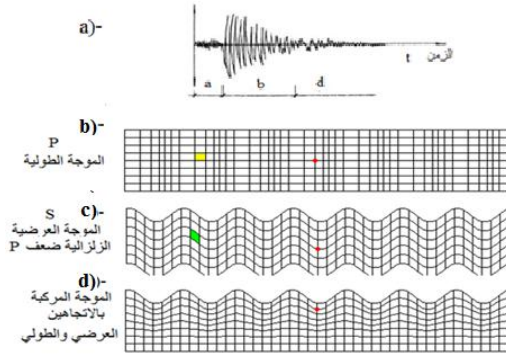 a)-
t الزمن
a b d
b)-
P
الموجة الطولية
c)-
S
الموجة العرضية
الزلزالية ضعف P
d)-
الموجة المركبة
بالاتجاهين
العرضي والطولي